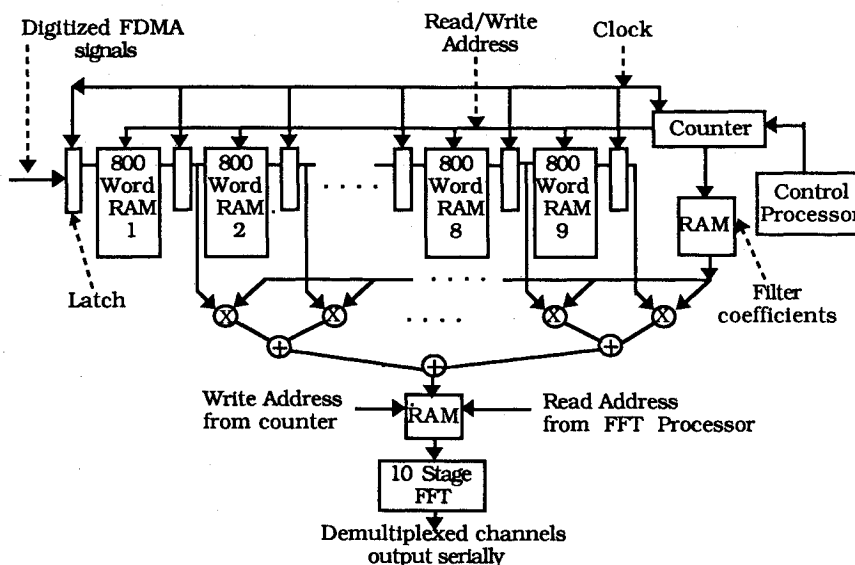 Digitized FDMA
signals
Read/Write
Address
Clock
Counter
800
Word
RAM
1
800
Word
RAM
2
. . . .
800
Word
RAM
8
800
Word
RAM
9
RAM
Control
Processor
Latch
. . . . .
Filter
coefficients
X
X
. . . .
X
X
+
+
+
Write Address
from counter
RAM
Read Address
from FFT Processor
10 Stage
FFT
Demultiplexed channels
output serially